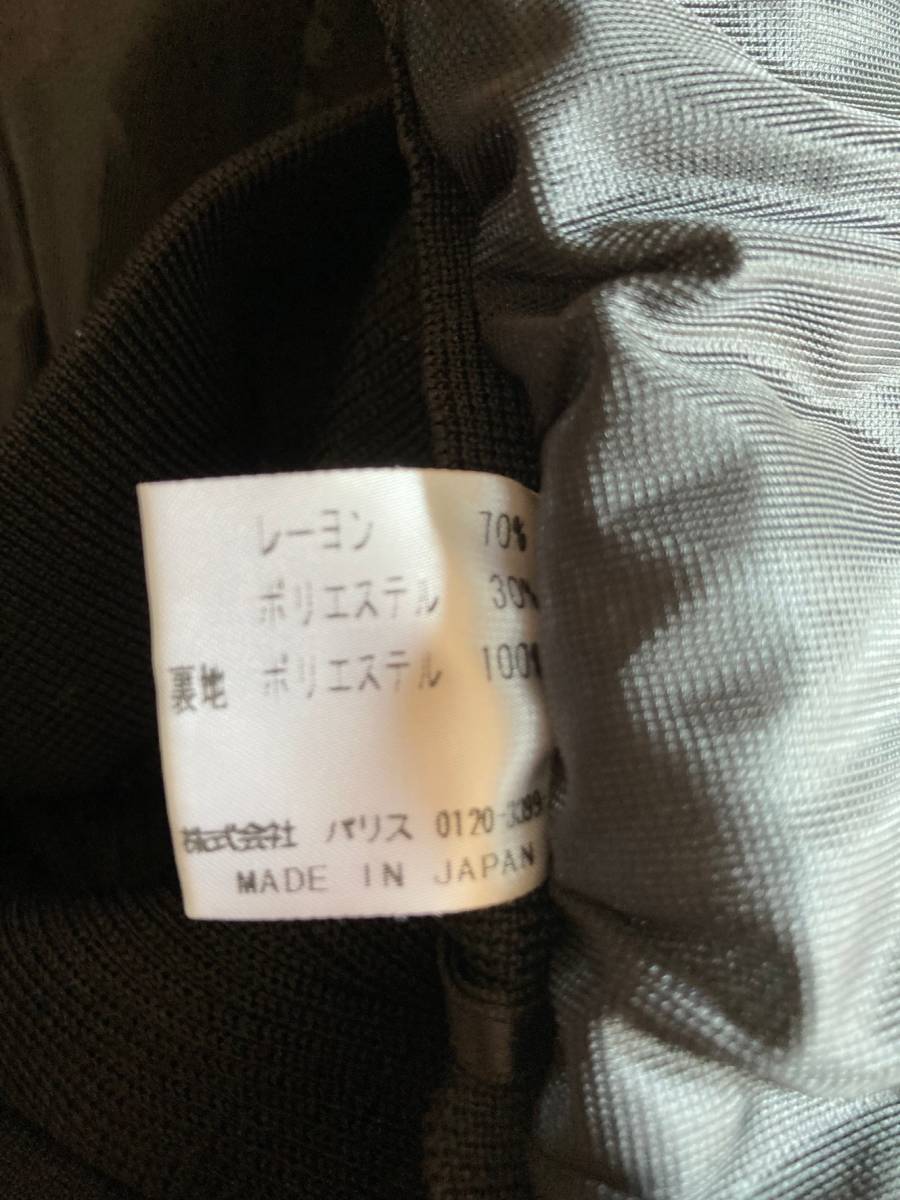 レーヨン 70%
ポリエステル 30%
裏地 ポリエステル 100%
株式会社 パリス 0120-389-
MADE IN JAPAN